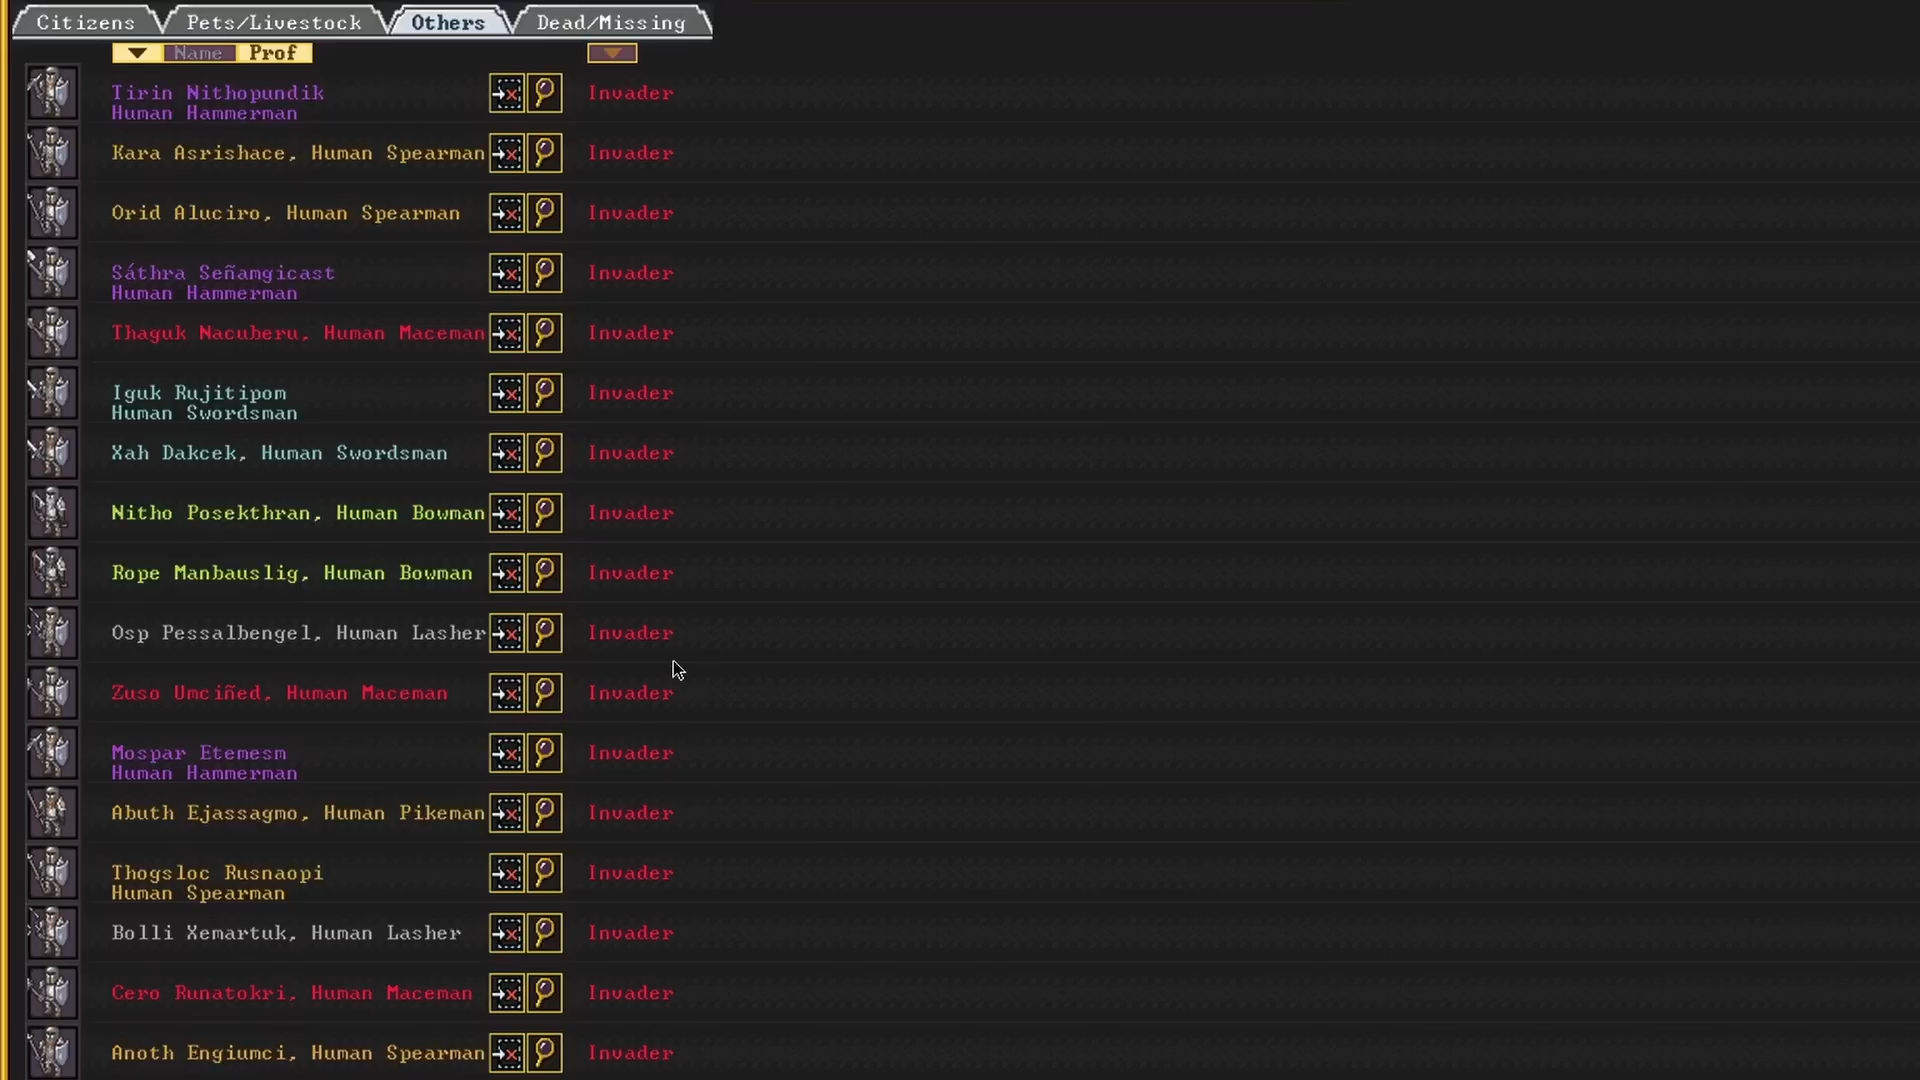 Citizens Pets/Livestock Others Dead/Missing
Name Prof
Tirin Nithopundik
Human Hammerman
Invader
Kara Asrishace, Human Spearman Invader
Orid Aluciro, Human Spearman Invader
Sáthra Señamgicast
Human Hammerman
Invader
Thaguk Nacuberu, Human Maceman Invader
Iguk Rujitipom
Human Swordsman
Invader
Xah Dakcek, Human Swordsman Invader
Nitho Posekthran, Human Bowman Invader
Rope Manbauslig, Human Bowman Invader
Osp Pessalbengel, Human Lasher Invader
Zuso Umciñed, Human Maceman Invader
Mospar Etemesm
Human Hammerman
Invader
Abuth Ejassagmo, Human Pikeman Invader
Thogsloc Rusnaopi
Human Spearman
Invader
Bolli Xemartuk, Human Lasher Invader
Cero Runatokri, Human Maceman Invader
Anoth Engiumci, Human Spearman Invader